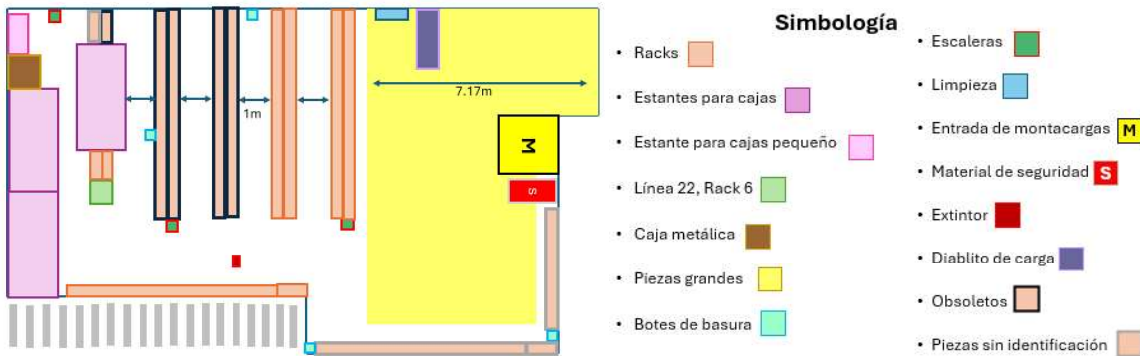 7.17m
1m
M
S
Simbología
• Racks
• Estantes para cajas
• Estante para cajas pequeño
• Línea 22, Rack 6
• Caja metálica
• Piezas grandes
• Botes de basura
• Escaleras
• Limpieza
• Entrada de montacargas M
• Material de seguridad S
• Extintor
• Diablito de carga
• Obsoletos
• Piezas sin identificación